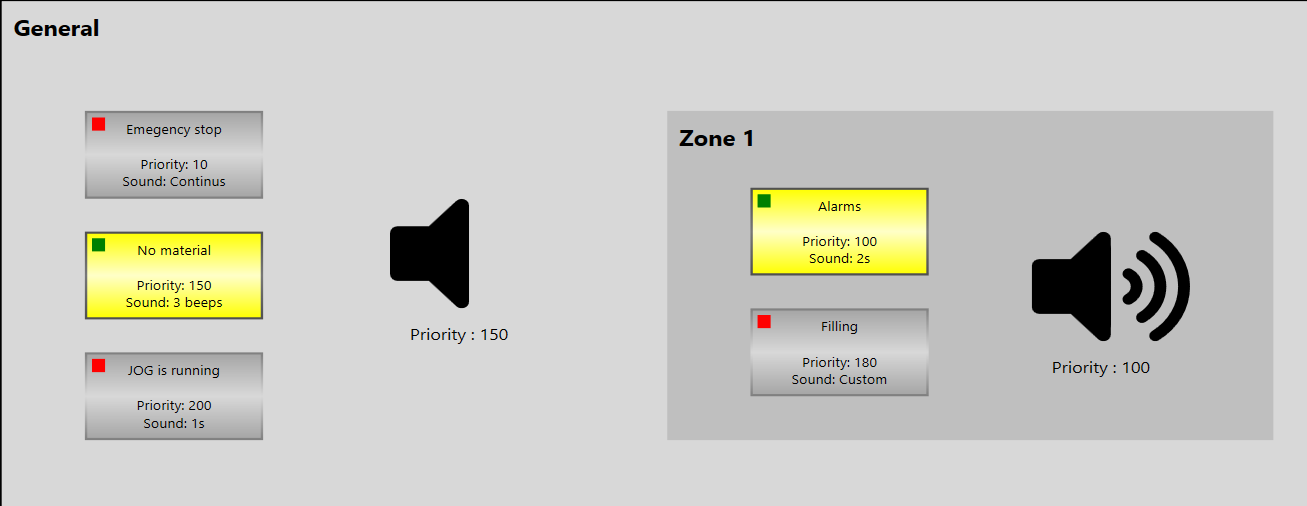 General
Emegency stop
Priority: 10
Sound: Continus
No material
Priority: 150
Sound: 3 beeps
JOG is running
Priority: 200
Sound: 1s
Priority : 150
Zone 1
Alarms
Priority: 100
Sound: 2s
Filling
Priority: 180
Sound: Custom
Priority : 100